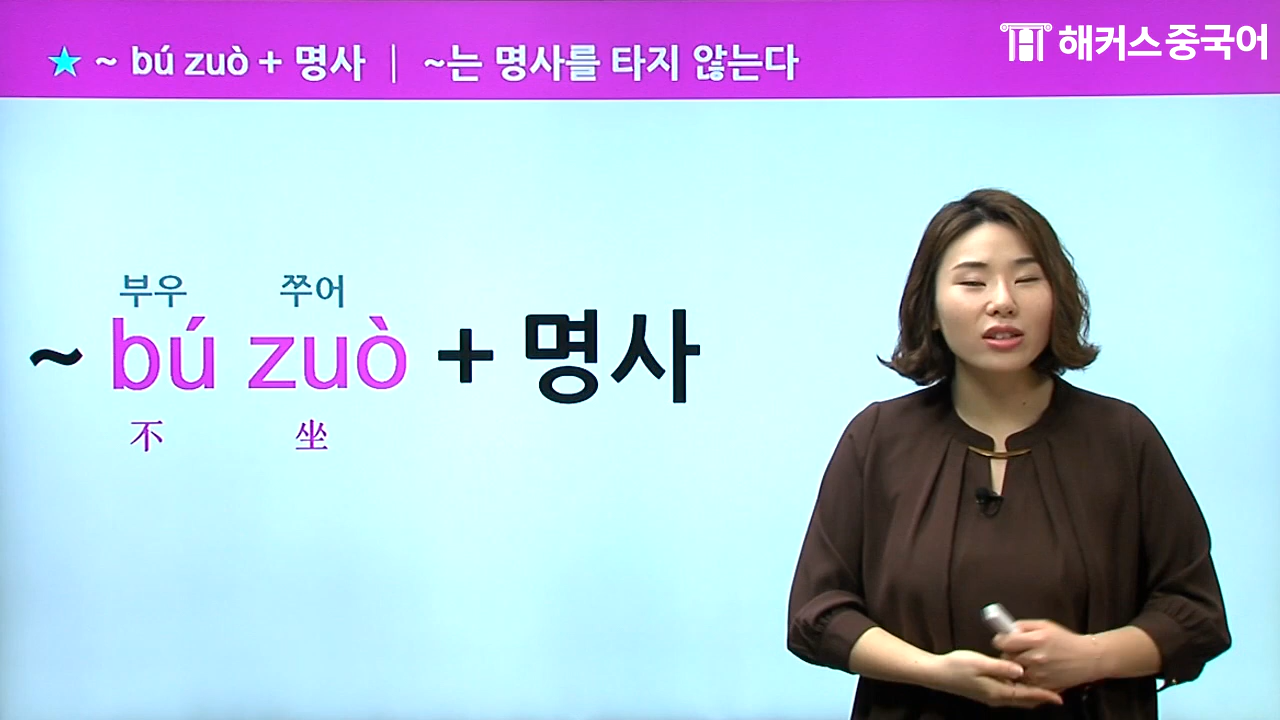 ★ ~ bú zuò + 명사 | ~는 명사를 타지 않는다
해커스중국어
부우 쭈어
~ bú zuò + 명사
不 坐